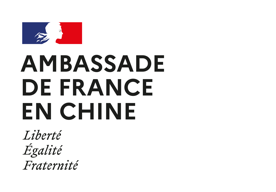 AMBASSADE
DE FRANCE
EN CHINE
Liberté
Égalité
Fraternité